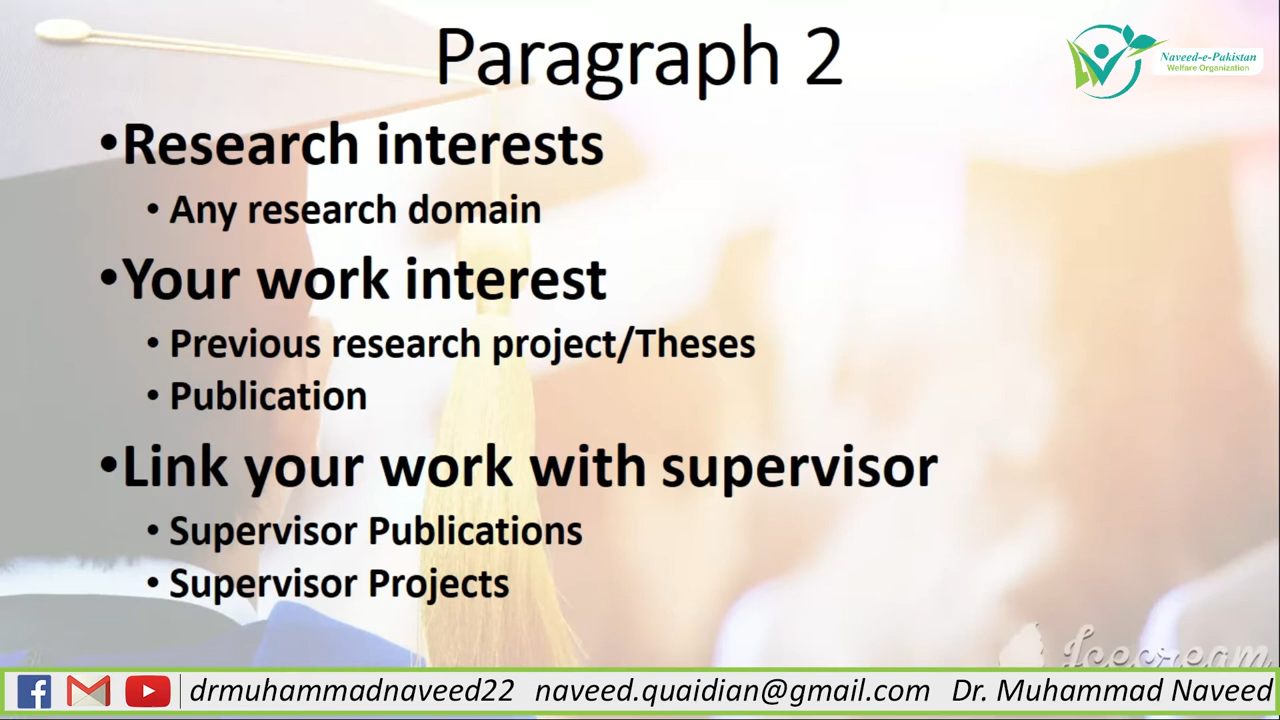 Paragraph 2
Naveed-e-Pakistan
Welfare Organization
•Research interests
• Any research domain
•Your work interest
• Previous research project/Theses
• Publication
•Link your work with supervisor
• Supervisor Publications
• Supervisor Projects
Icecream
drmuhammadnaveed22 naveed.quaidian@gmail.com Dr. Muhammad Naveed